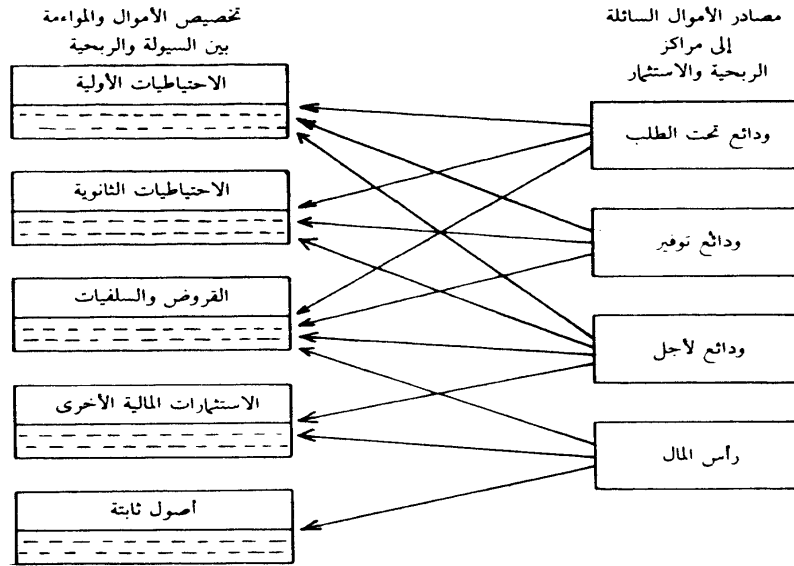 مصادر الأموال السائلة
إلى مراكز
الربحية والاستثمار
ودائع تحت الطلب
ودائع توفير
ودائع لأجل
رأس المال
تخصيص الأموال والمواءمة
بين السيولة والربحية
الاحتياطيات الأولية
الاحتياطيات الثانوية
القروض والسلفيات
الاستثمارات المالية الأخرى
أصول ثابتة